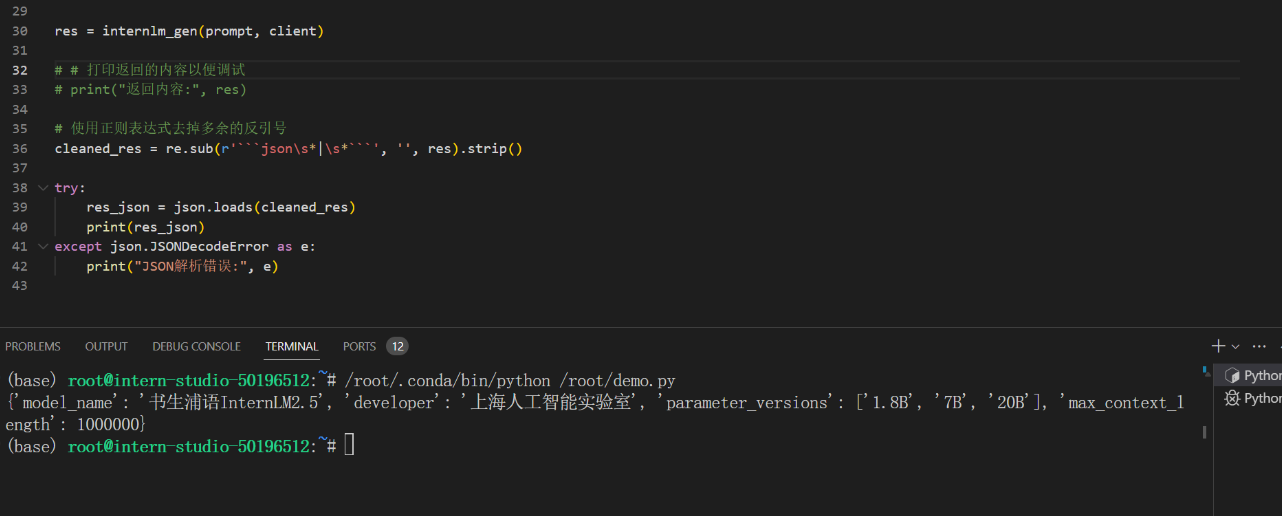 29
30 res = internlm_gen(prompt, client)
31
32 # # 打印返回的内容以便调试
33 # print("返回内容:", res)
34
35 # 使用正则表达式去掉多余的反引号
36 cleaned_res = re.sub(r'```json\s*|\s*```', '', res).strip()
37
38 try:
39 res_json = json.loads(cleaned_res)
40 print(res_json)
41 except json.JSONDecodeError as e:
42 print("JSON解析错误:", e)
43
PROBLEMS OUTPUT DEBUG CONSOLE TERMINAL PORTS 12
(base) root@intern-studio-50196512:~# /root/.conda/bin/python /root/demo.py
{'model_name': '书生浦语InternLM2.5', 'developer': '上海人工智能实验室', 'parameter_versions': ['1.8B', '7B', '20B'], 'max_context_l
ength': 1000000}
(base) root@intern-studio-50196512:~#
Python
Python